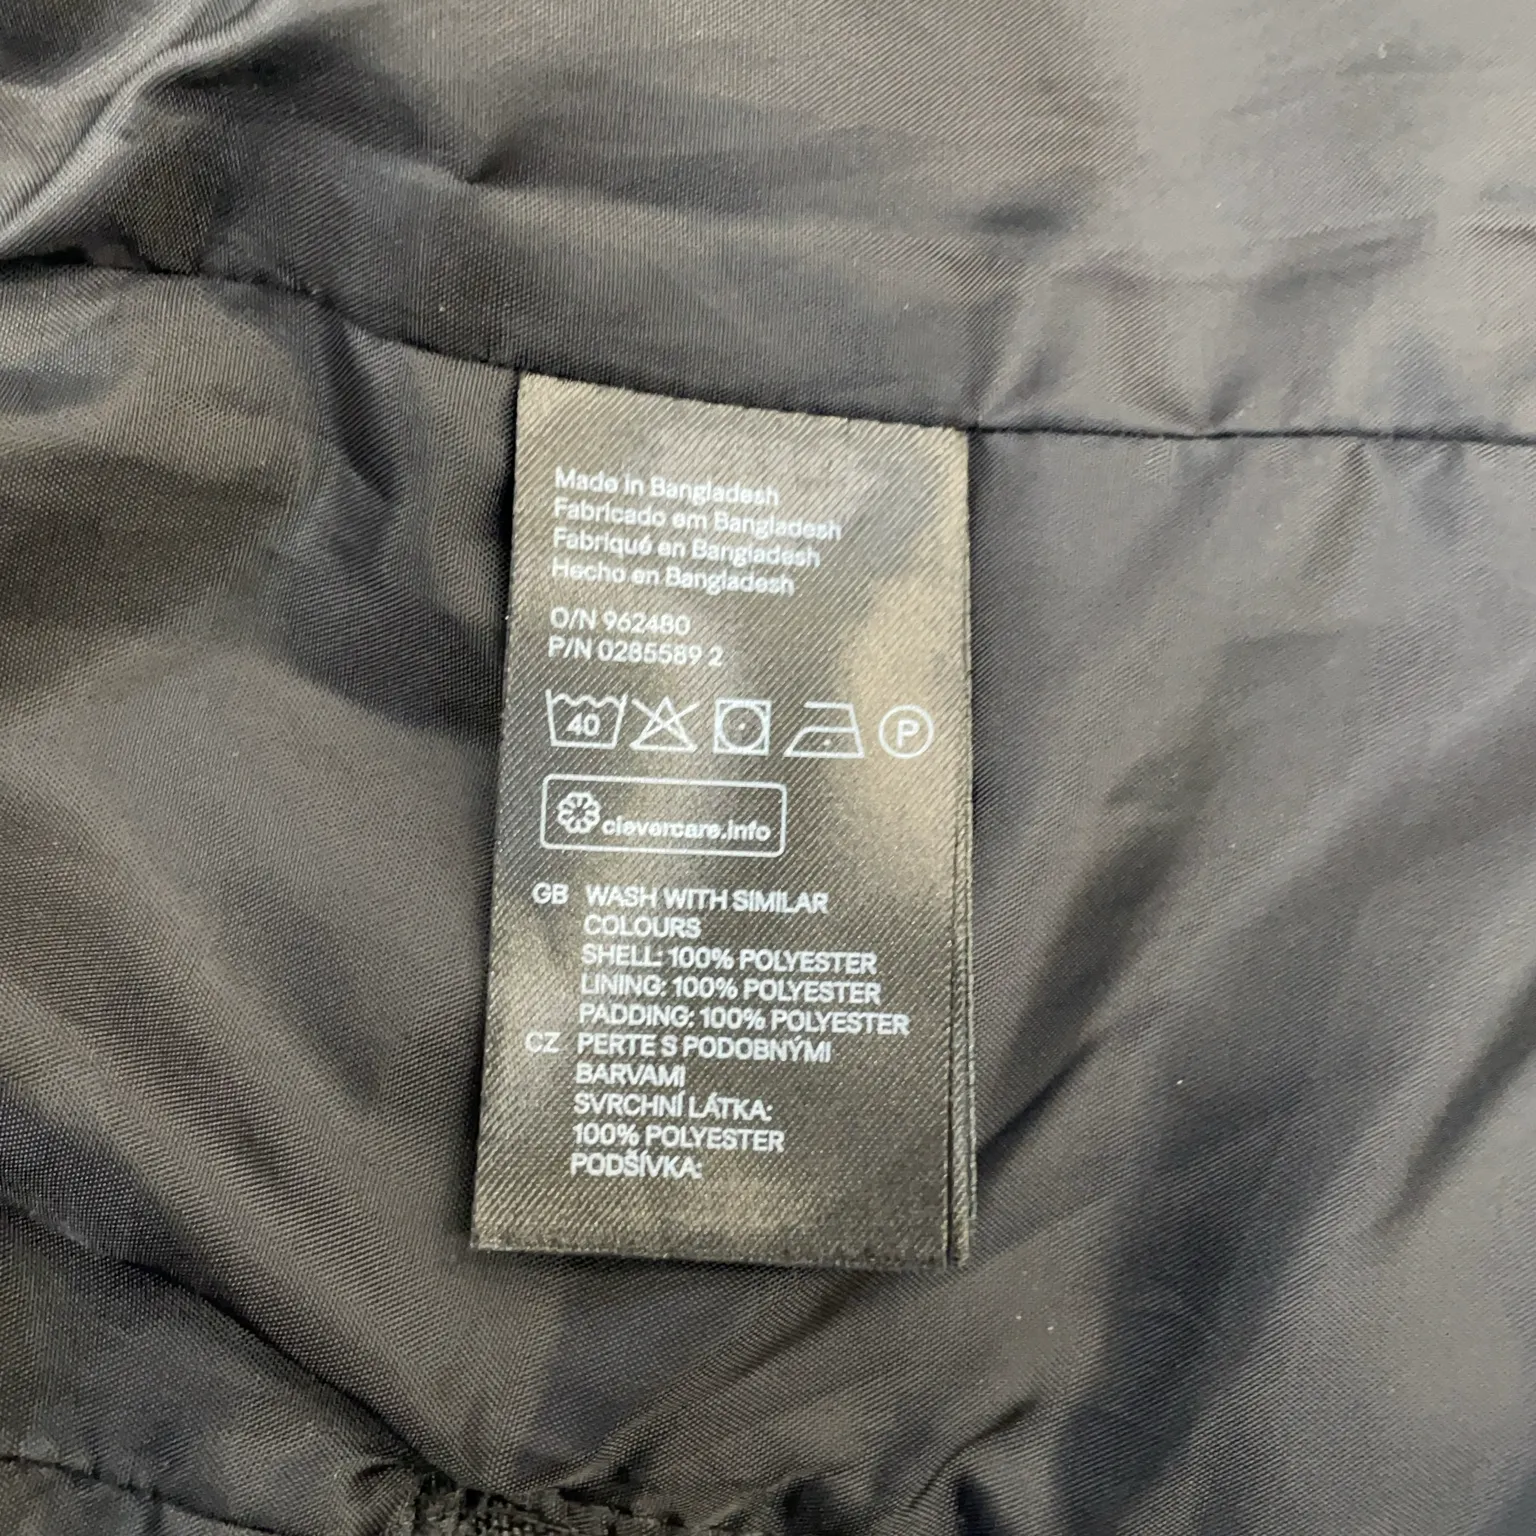 Made in Bangladesh
Fabricado em Bangladesh
Fabriqué en Bangladesh
Hecho en Bangladesh
O/N 962480
P/N 0285589 2
40
P
clevercare.info
GB WASH WITH SIMILAR
COLOURS
SHELL: 100% POLYESTER
LINING: 100% POLYESTER
PADDING: 100% POLYESTER
CZ PERTE S PODOBNÝMI
BARVAMI
SVRCHNÍ LÁTKA:
100% POLYESTER
PODŠÍVKA: